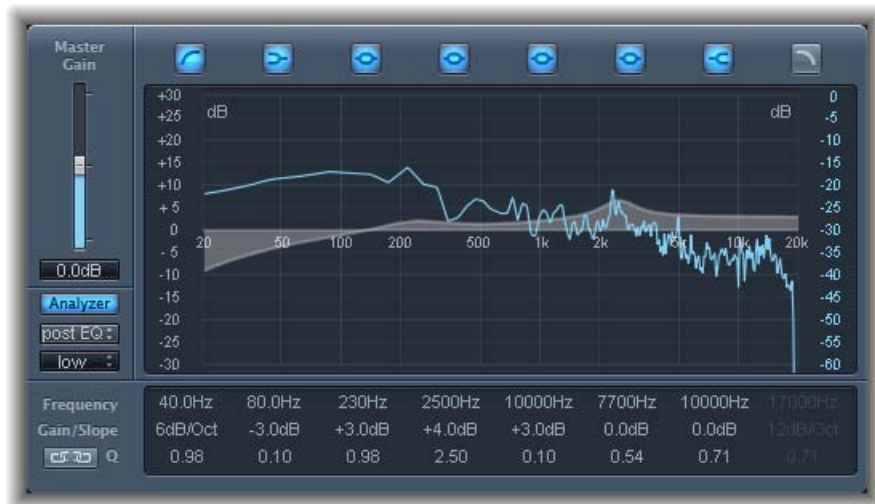 Master
Gain
+30
+25
+20
+15
+10
+ 5
0
- 5
-10
-15
-20
-25
-30
dB
dB
0
-5
-10
-15
-20
-25
-30
-35
-40
-45
-50
-55
-60
20 50 100 200 500 1k 2k 5k 10k 20k
0.0dB
Analyzer
post EQ
low
Frequency 40.0Hz 80.0Hz 230Hz 2500Hz 10000Hz 7700Hz 10000Hz 17000Hz
Gain/Slope 6dB/Oct -3.0dB +3.0dB +4.0dB +3.0dB 0.0dB 0.0dB 12dB/Oct
Q 0.98 0.10 0.98 2.50 0.10 0.54 0.71 0.71